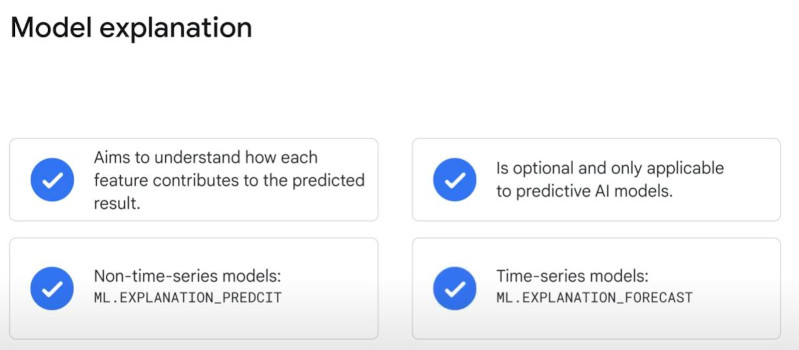 Model explanation
Aims to understand how each
feature contributes to the predicted
result.
Is optional and only applicable
to predictive AI models.
Non-time-series models:
ML.EXPLANATION_PREDCIT
Time-series models:
ML.EXPLANATION_FORECAST